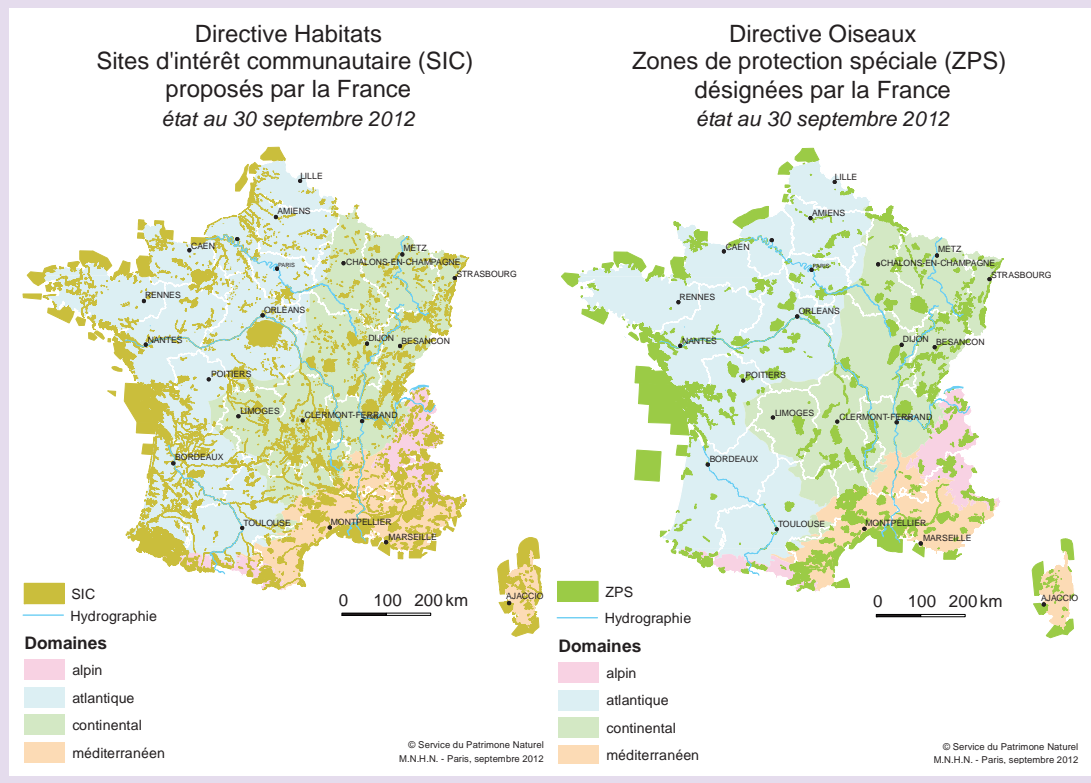 Directive Habitats
Sites d'intérêt communautaire (SIC)
proposés par la France
état au 30 septembre 2012
LILLE
AMIENS
CAEN
PARIS
METZ
CHALONS-EN-CHAMPAGNE
STRASBOURG
RENNES
ORLEANS
NANTES
DIJON
BESANCON
POITIERS
LIMOGES
CLERMONT-FERRAND
BORDEAUX
TOULOUSE
MONTPELLIER
MARSEILLE
AJACCIO
SIC
Hydrographie
0 100 200 km
Domaines
alpin
atlantique
continental
méditerranéen
© Service du Patrimone Naturel
M.N.H.N. - Paris, septembre 2012
Directive Oiseaux
Zones de protection spéciale (ZPS)
désignées par la France
état au 30 septembre 2012
LILLE
AMIENS
CAEN
PARIS
METZ
CHALONS-EN-CHAMPAGNE
STRASBOURG
RENNES
ORLEANS
NANTES
DIJON
BESANCON
POITIERS
LIMOGES
CLERMONT-FERRAND
BORDEAUX
TOULOUSE
MONTPELLIER
MARSEILLE
AJACCIO
ZPS
Hydrographie
0 100 200 km
Domaines
alpin
atlantique
continental
méditerranéen
© Service du Patrimone Naturel
M.N.H.N. - Paris, septembre 2012